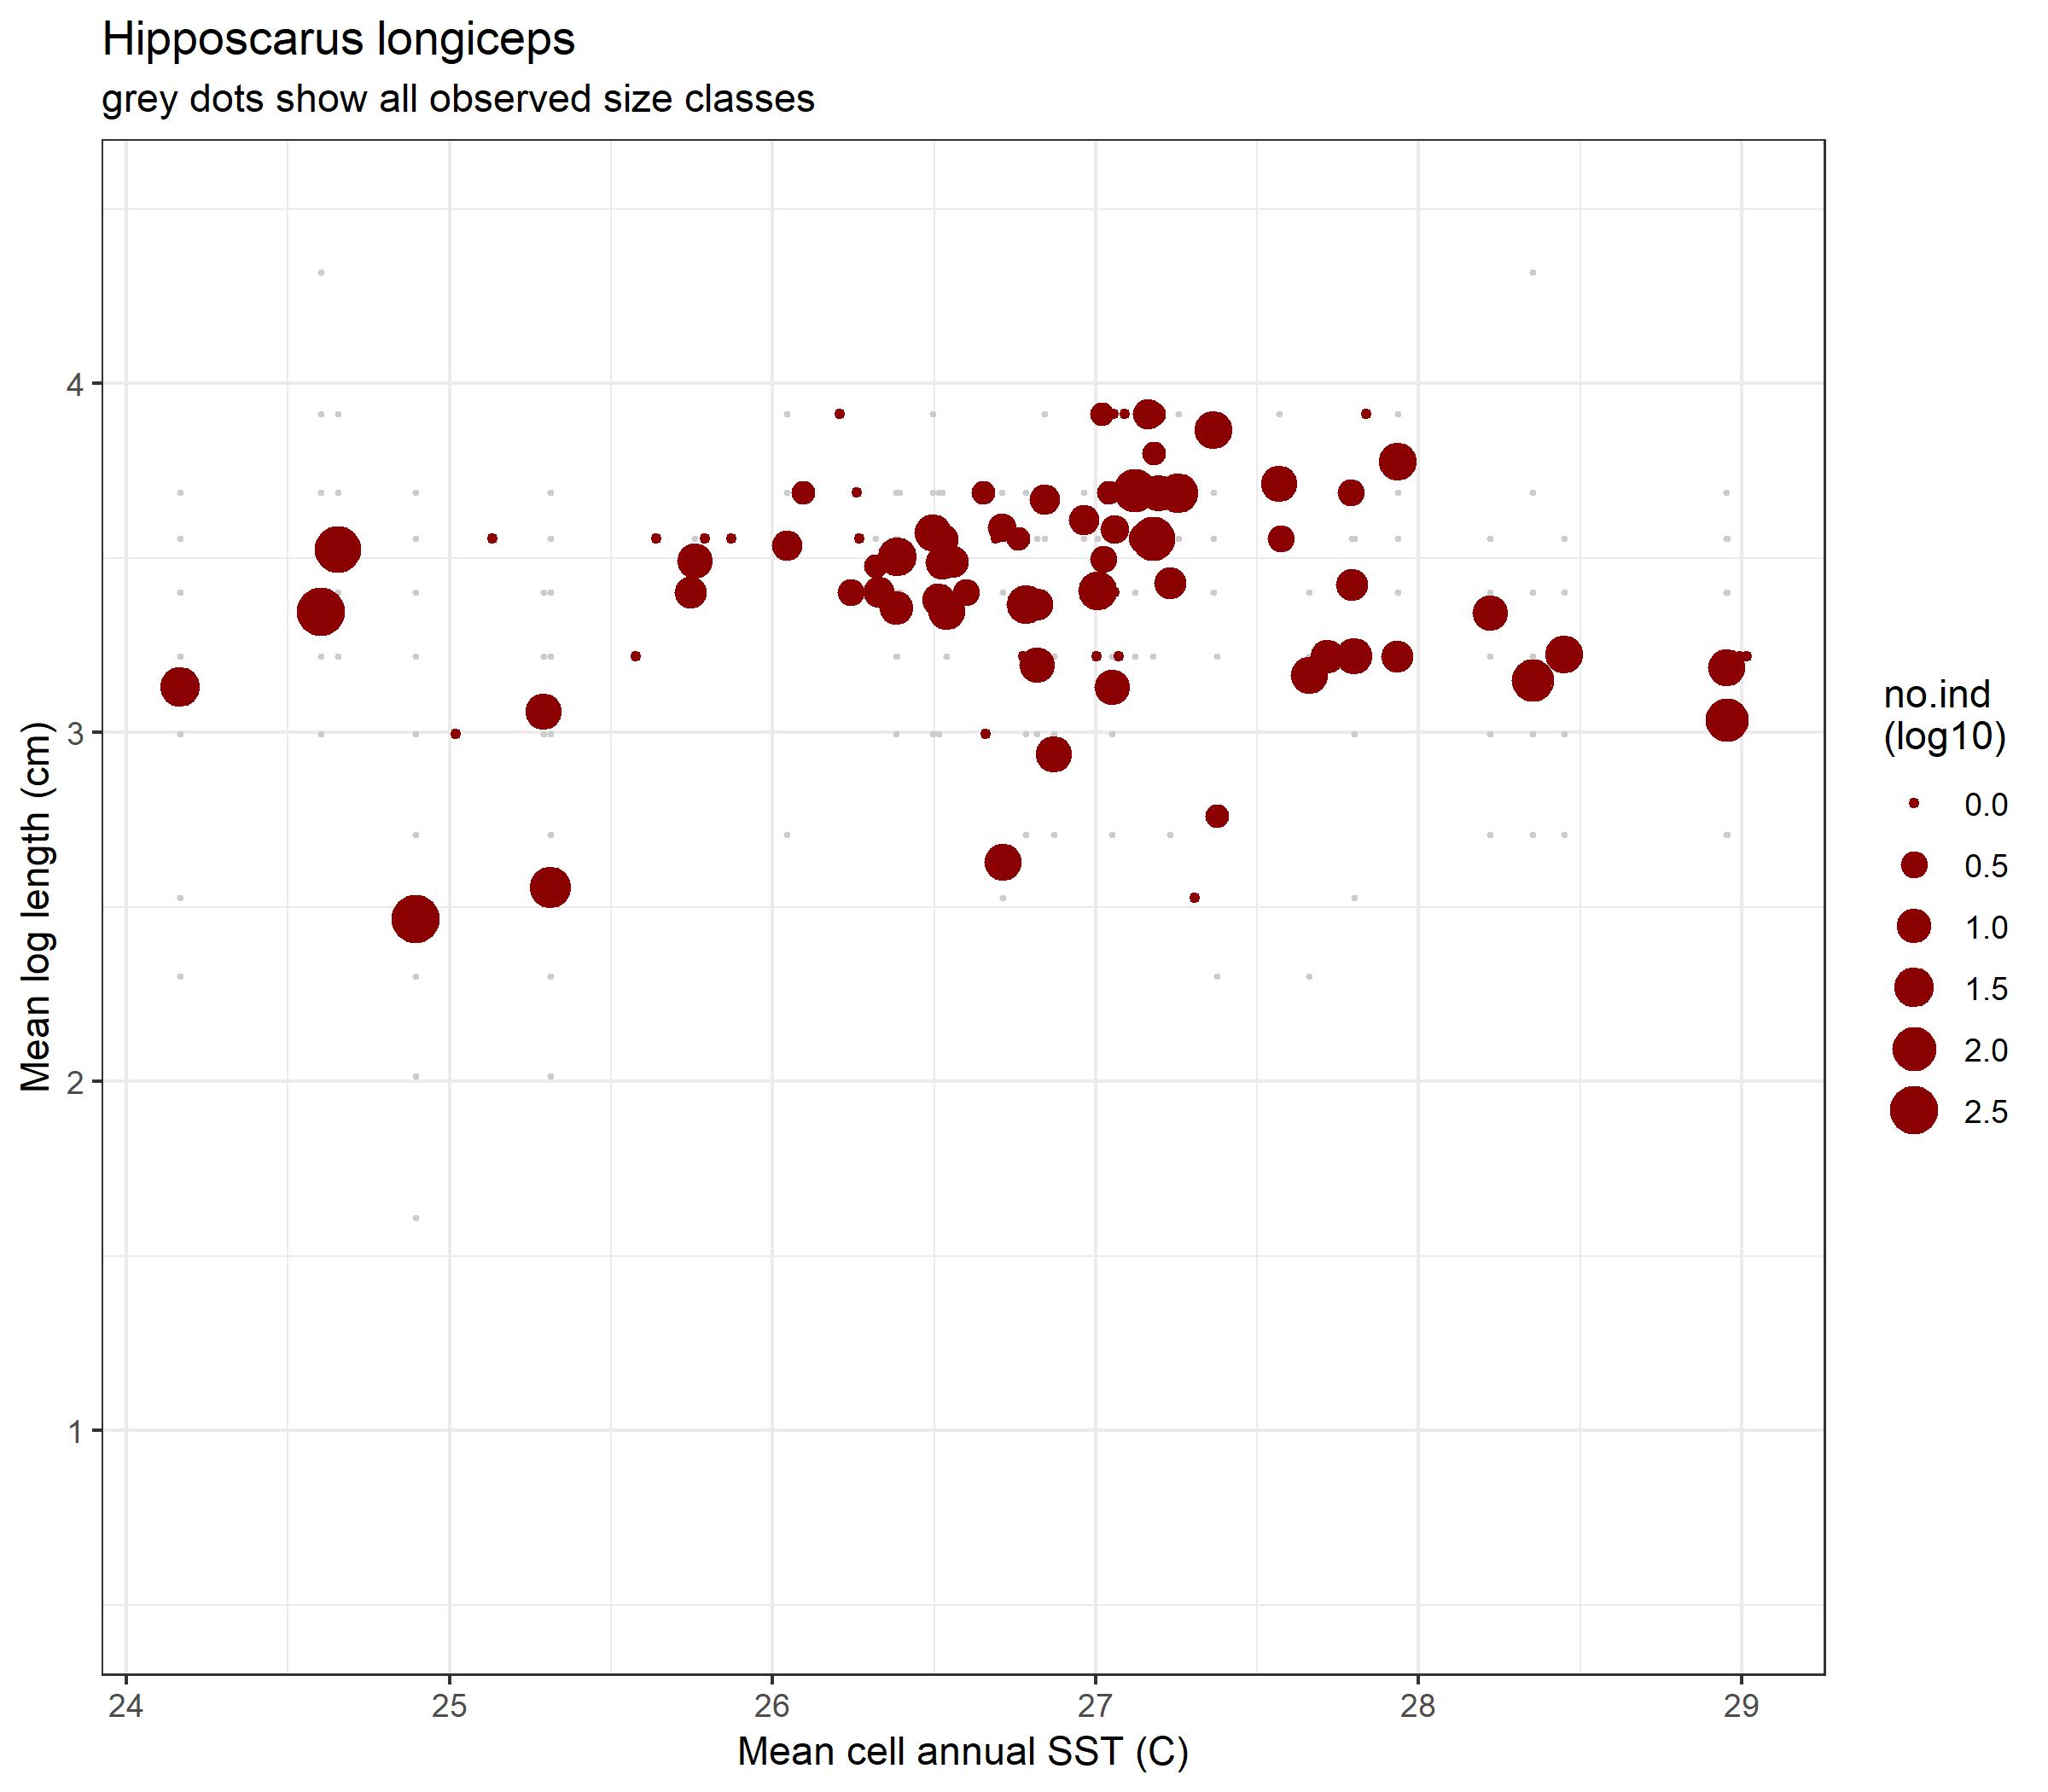 Hipposcarus longiceps
grey dots show all observed size classes
Mean log length (cm)
4
3
2
1
24 25 26 27 28 29
Mean cell annual SST (C)
no.ind
(log10)
0.0
0.5
1.0
1.5
2.0
2.5